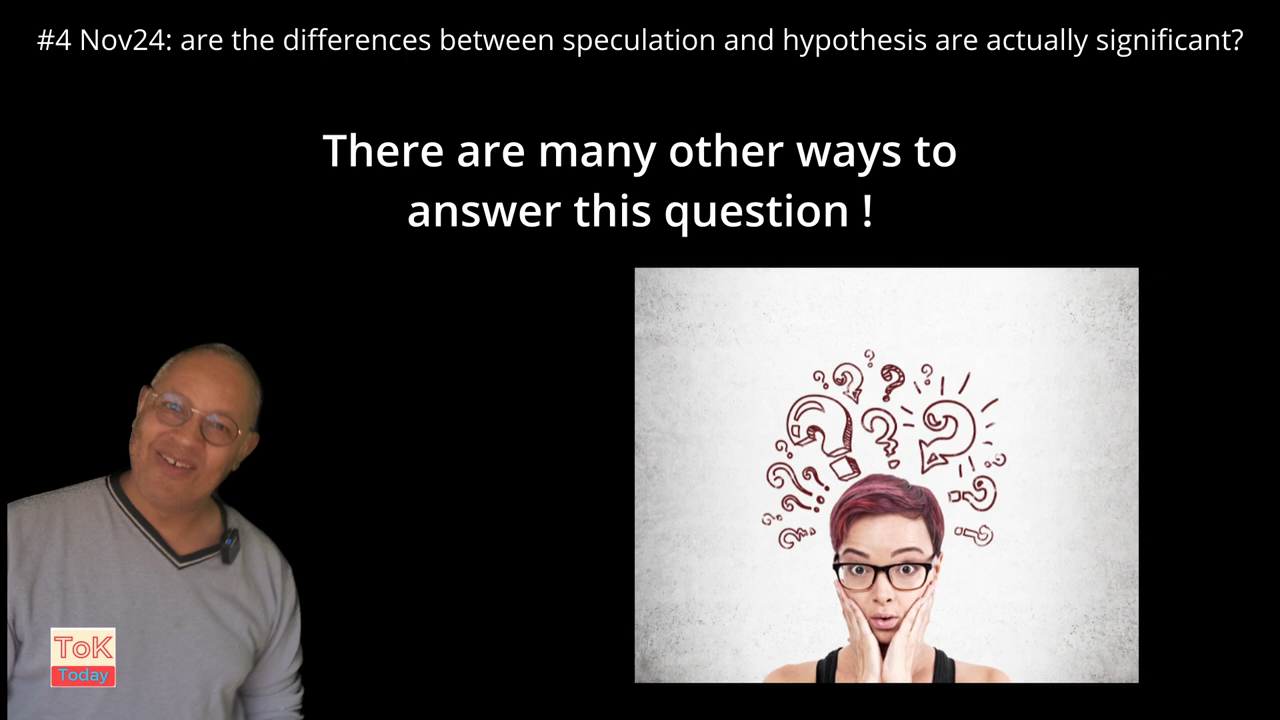 #4 Nov24: are the differences between speculation and hypothesis are actually significant?
There are many other ways to
answer this question !
ToK
Today